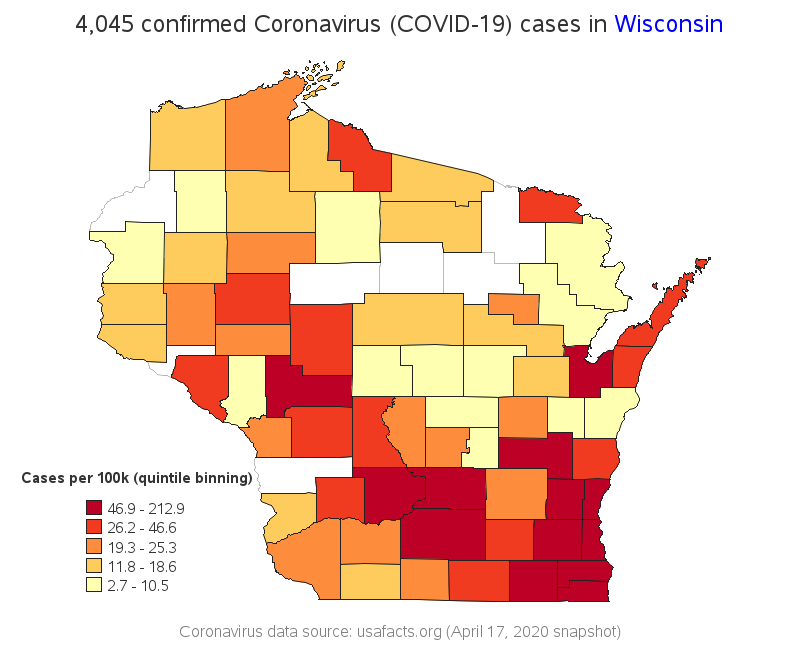 4,045 confirmed Coronavirus (COVID-19) cases in Wisconsin
Cases per 100k (quintile binning)
46.9 - 212.9
26.2 - 46.6
19.3 - 25.3
11.8 - 18.6
2.7 - 10.5
Coronavirus data source: usafacts.org (April 17, 2020 snapshot)